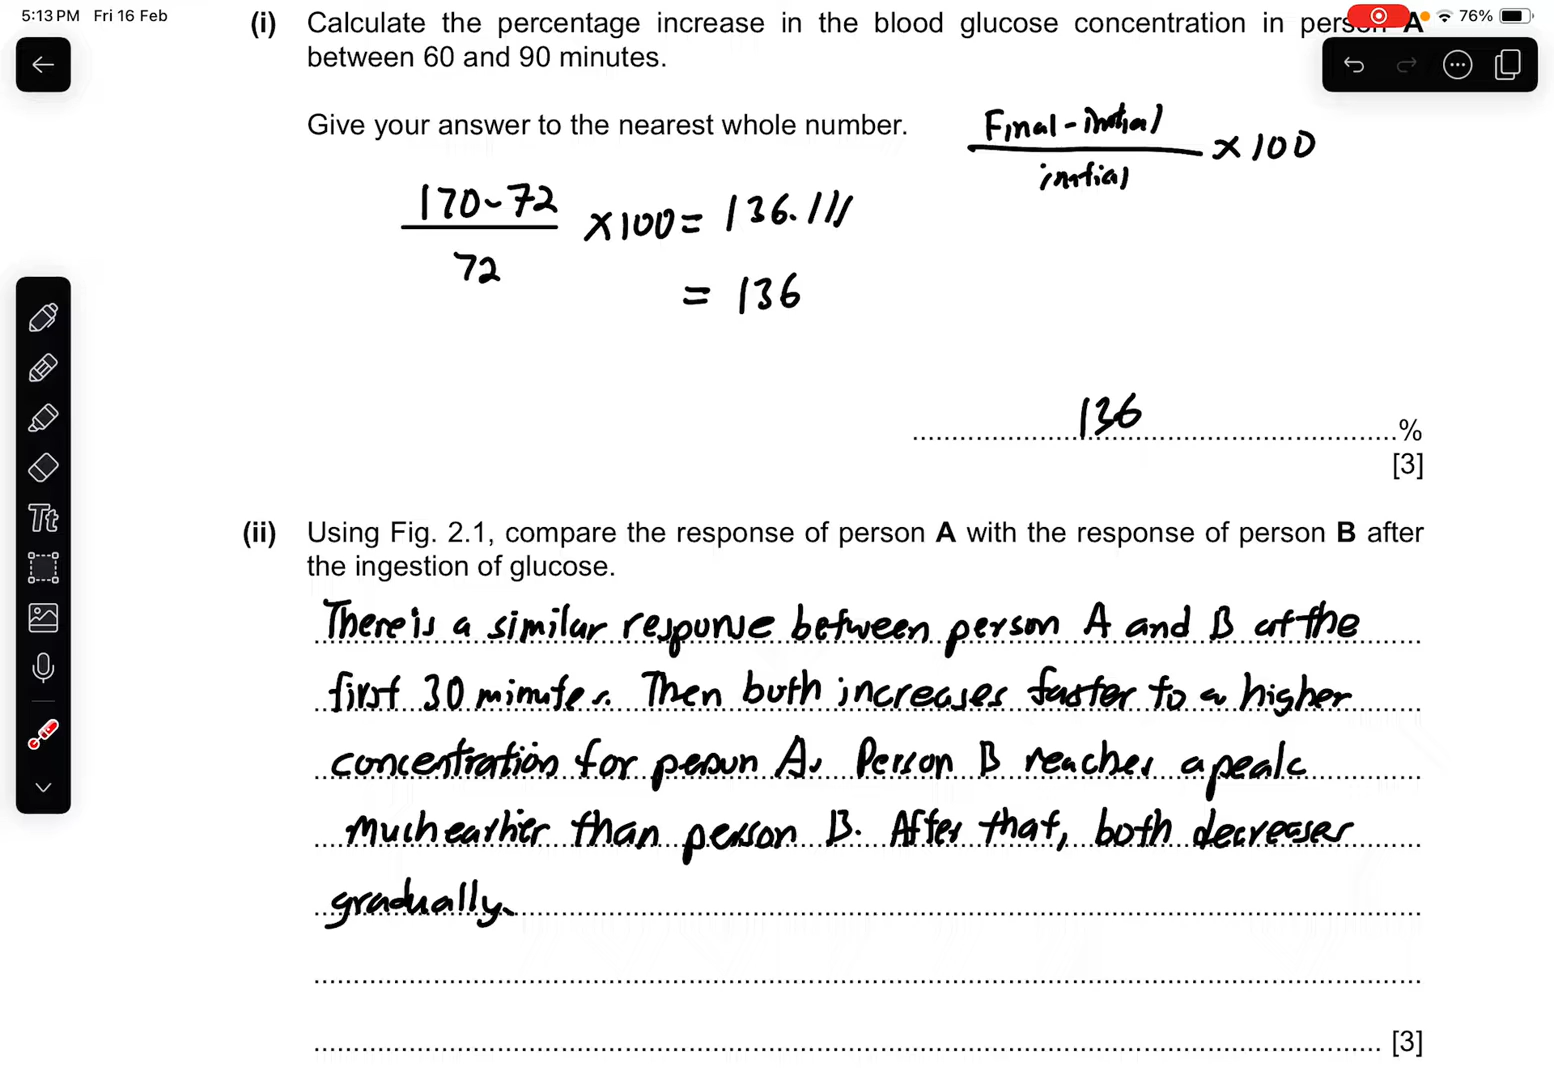 5:13 PM Fri 16 Feb
76%
(i) Calculate the percentage increase in the blood glucose concentration in person A
between 60 and 90 minutes.
Give your answer to the nearest whole number.
Final - initial
initial
× 100
170 - 72
72
× 100 = 136.111
= 136
136 %
[3]
(ii) Using Fig. 2.1, compare the response of person A with the response of person B after
the ingestion of glucose.
There is a similar response between person A and B at the
first 30 minutes. Then both increases faster to a higher
concentration for person A. Person B reaches a peak
much earlier than person B. After that, both decreases
gradually.
[3]
Tt